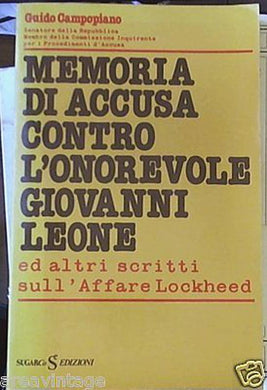 Guido Campopiano
Senatore della Repubblica
Membro della Commissione Inquirente
per i Procedimenti d'Accusa
MEMORIA
DI ACCUSA
CONTRO
L'ONOREVOLE
GIOVANNI
LEONE
ed altri scritti
sull'Affare Lockheed
SUGARCo S EDIZIONI
areavintage